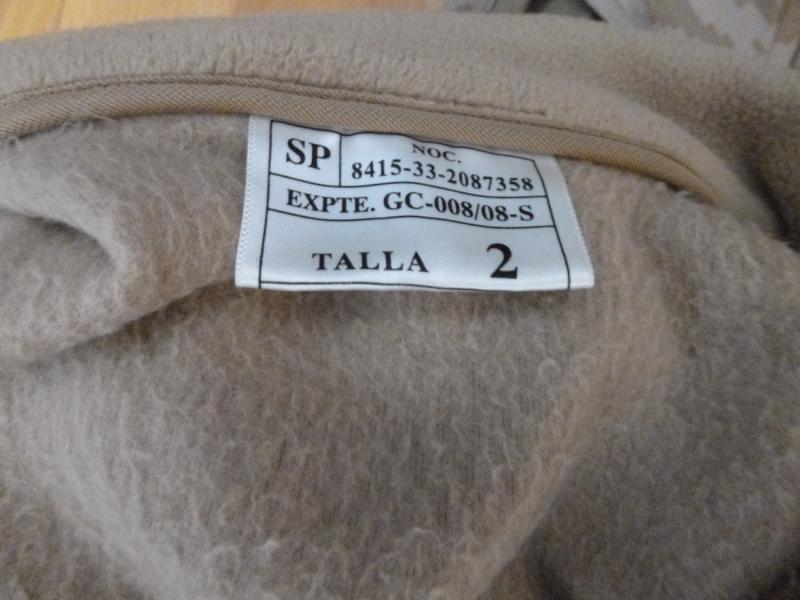 SP
NOC.
8415-33-2087358
EXPTE. GC-008/08-S
TALLA 2